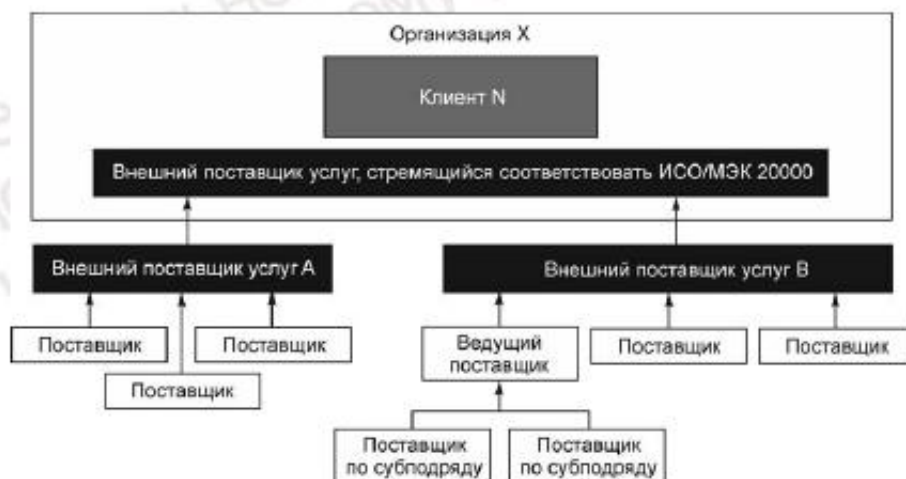 Организация X
Клиент N
Внешний поставщик услуг, стремящийся соответствовать ИСО/МЭК 20000
Внешний поставщик услуг A
Внешний поставщик услуг B
Поставщик
Поставщик
Поставщик
Ведущий
поставщик
Поставщик
Поставщик
Поставщик
по субподряду
Поставщик
по субподряду